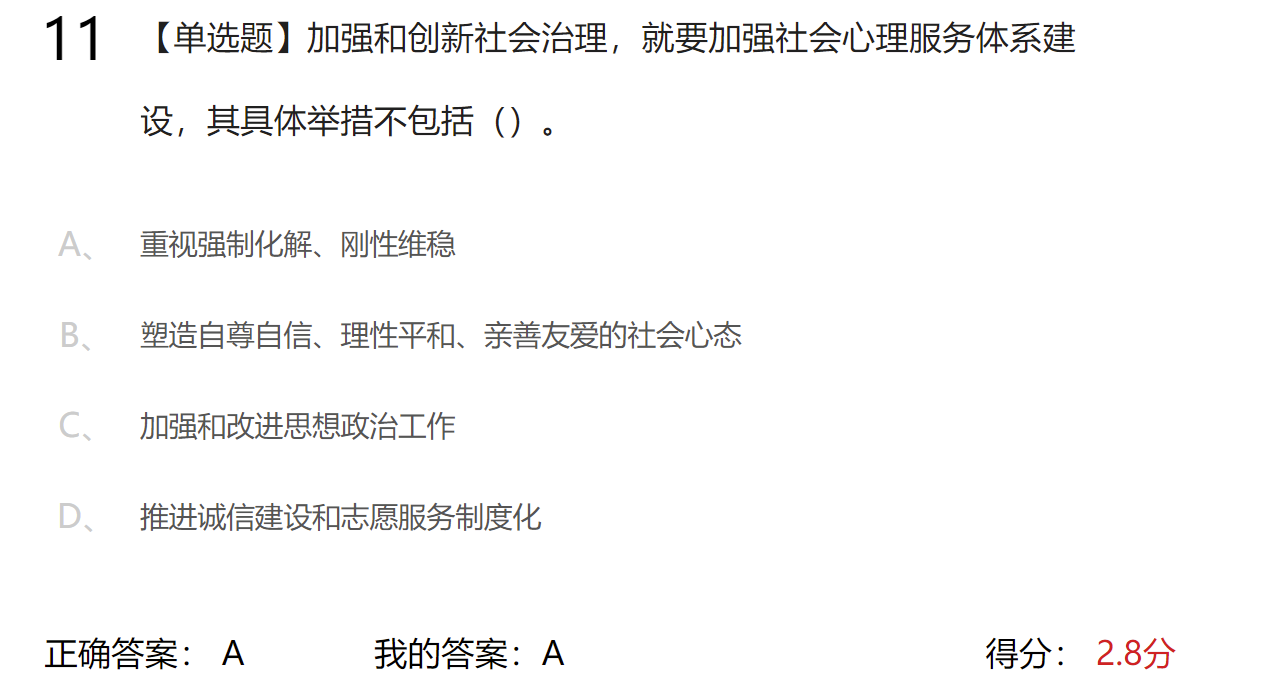 11 【单选题】加强和创新社会治理，就要加强社会心理服务体系建
设，其具体举措不包括（）。
A、 重视强制化解、刚性维稳
B、 塑造自尊自信、理性平和、亲善友爱的社会心态
C、 加强和改进思想政治工作
D、 推进诚信建设和志愿服务制度化
正确答案： A 我的答案：A 得分： 2.8分